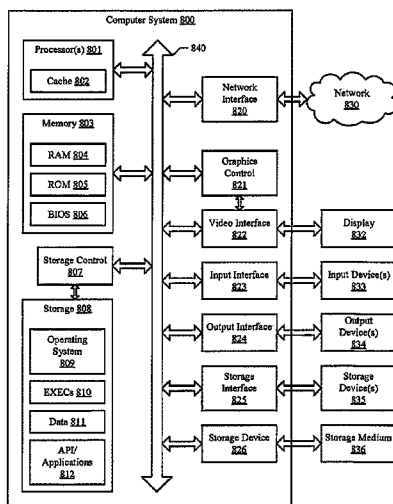 Computer System 800
Processor(s) 801
Cache 802
840
Network
Interface
820
Network
830
Memory 803
RAM 804
ROM 805
BIOS 806
Graphics
Control
821
Video Interface
822
Display
832
Storage Control
807
Input Interface
823
Input Device(s)
833
Storage 808
Operating
System
809
EXECs 810
Data 811
API/
Applications
812
Output Interface
824
Output
Device(s)
834
Storage
Interface
825
Storage
Device(s)
835
Storage Device
826
Storage Medium
836